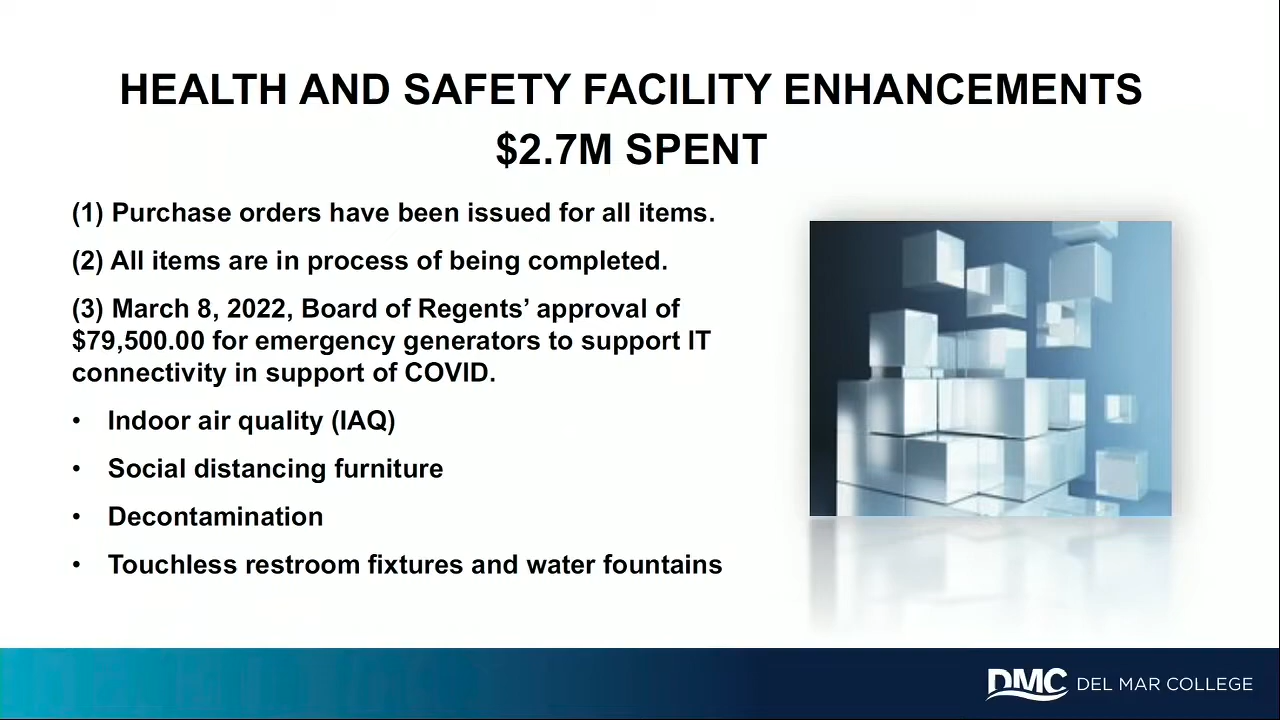 HEALTH AND SAFETY FACILITY ENHANCEMENTS
$2.7M SPENT
(1) Purchase orders have been issued for all items.
(2) All items are in process of being completed.
(3) March 8, 2022, Board of Regents’ approval of
$79,500.00 for emergency generators to support IT
connectivity in support of COVID.
• Indoor air quality (IAQ)
• Social distancing furniture
• Decontamination
• Touchless restroom fixtures and water fountains
DMC DEL MAR COLLEGE